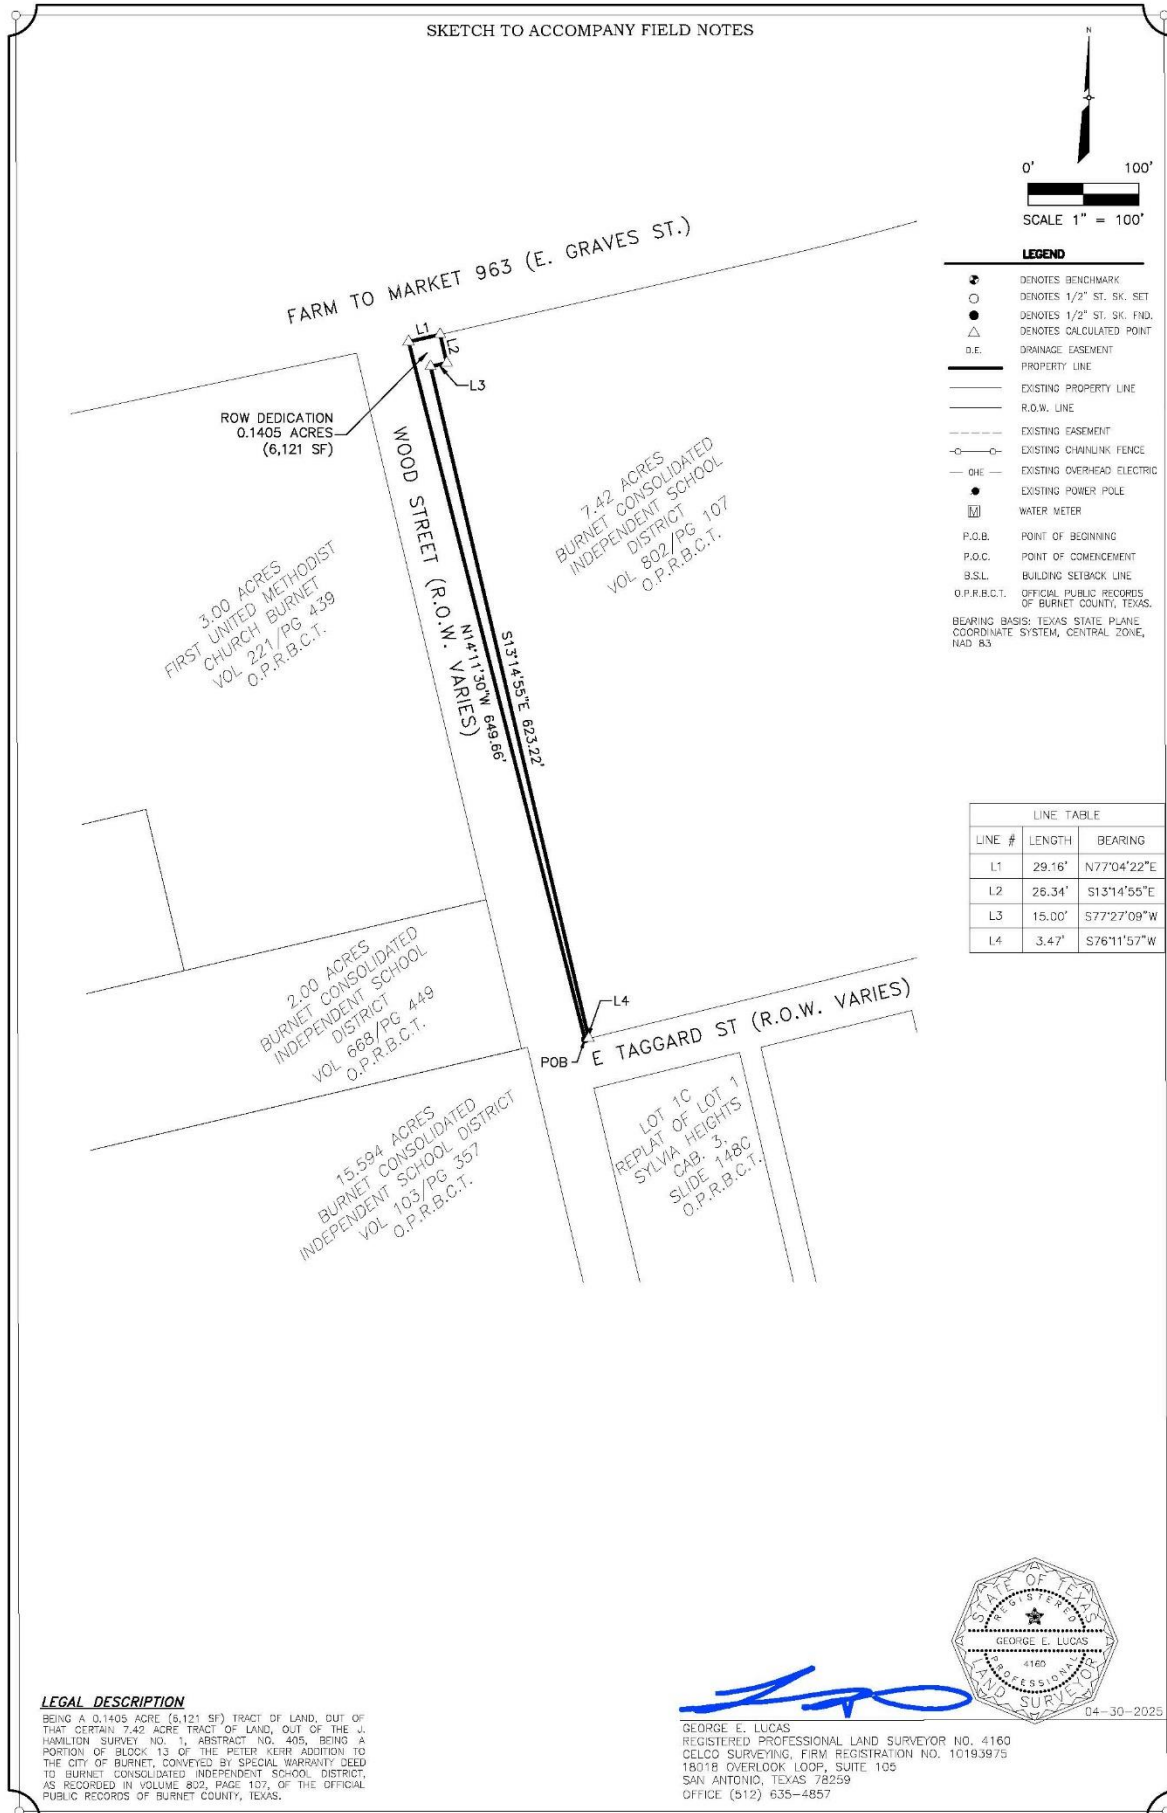 SKETCH TO ACCOMPANY FIELD NOTES
N
0' 100'
SCALE 1" = 100'
LEGEND
DENOTES BENCHMARK
DENOTES 1/2" ST. SK. SET
DENOTES 1/2" ST. SK. FND.
DENOTES CALCULATED POINT
D.E. DRAINAGE EASEMENT
PROPERTY LINE
EXISTING PROPERTY LINE
R.O.W. LINE
EXISTING EASEMENT
EXISTING CHAINLINK FENCE
OHE EXISTING OVERHEAD ELECTRIC
EXISTING POWER POLE
M WATER METER
P.O.B. POINT OF BEGINNING
P.O.C. POINT OF COMENCEMENT
B.S.L. BUILDING SETBACK LINE
O.P.R.B.C.T. OFFICIAL PUBLIC RECORDS
OF BURNET COUNTY, TEXAS.
BEARING BASIS: TEXAS STATE PLANE
COORDINATE SYSTEM, CENTRAL ZONE,
NAD 83
FARM TO MARKET 963 (E. GRAVES ST.)
L1
L2
L3
ROW DEDICATION
0.1405 ACRES
(6,121 SF)
WOOD STREET (R.O.W. VARIES)
N14°11'30"W 649.66'
S13°14'55"E 623.22'
7.42 ACRES
BURNET CONSOLIDATED
INDEPENDENT SCHOOL
DISTRICT
VOL 802/PG 107
O.P.R.B.C.T.
3.00 ACRES
FIRST UNITED METHODIST
CHURCH BURNET
VOL 221/PG 439
O.P.R.B.C.T.
LINE TABLE
LINE # LENGTH BEARING
L1 29.16' N77°04'22"E
L2 26.34' S13°14'55"E
L3 15.00' S77°27'09"W
L4 3.47' S76°11'57"W
2.00 ACRES
BURNET CONSOLIDATED
INDEPENDENT SCHOOL
DISTRICT
VOL 668/PG 449
O.P.R.B.C.T.
L4
POB
E TAGGARD ST (R.O.W. VARIES)
15.594 ACRES
BURNET CONSOLIDATED
INDEPENDENT SCHOOL DISTRICT
VOL 103/PG 357
O.P.R.B.C.T.
LOT 1C
REPLAT OF LOT 1
SYLVIA HEIGHTS
CAB. 3,
SLIDE 148C
O.P.R.B.C.T.
STATE OF TEXAS
REGISTERED
GEORGE E. LUCAS
4160
PROFESSIONAL
LAND SURVEYOR
04-30-2025
LEGAL DESCRIPTION
BEING A 0.1405 ACRE (6,121 SF) TRACT OF LAND, OUT OF
THAT CERTAIN 7.42 ACRE TRACT OF LAND, OUT OF THE J.
HAMILTON SURVEY NO. 1, ABSTRACT NO. 405, BEING A
PORTION OF BLOCK 13 OF THE PETER KERR ADDITION TO
THE CITY OF BURNET, CONVEYED BY SPECIAL WARRANTY DEED
TO BURNET CONSOLIDATED INDEPENDENT SCHOOL DISTRICT,
AS RECORDED IN VOLUME 802, PAGE 107, OF THE OFFICIAL
PUBLIC RECORDS OF BURNET COUNTY, TEXAS.
GEORGE E. LUCAS
REGISTERED PROFESSIONAL LAND SURVEYOR NO. 4160
CELCO SURVEYING, FIRM REGISTRATION NO. 10193975
18018 OVERLOOK LOOP, SUITE 105
SAN ANTONIO, TEXAS 78259
OFFICE (512) 635-4857